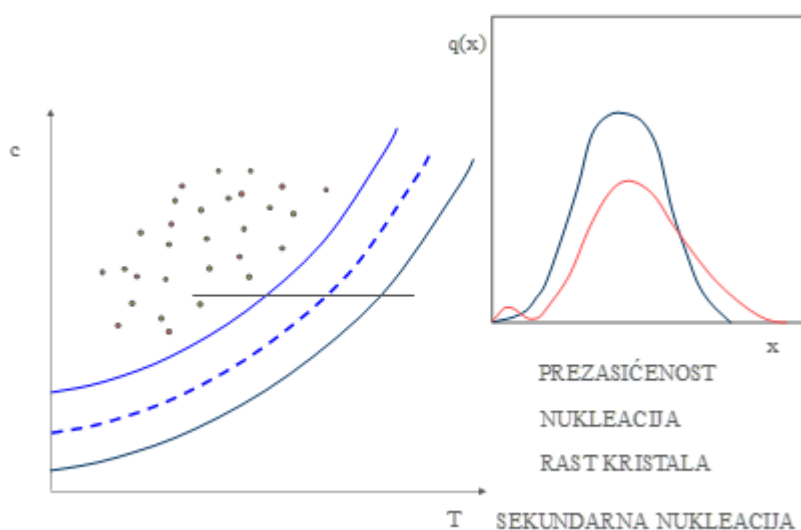 q(x)
c
x
PREZASIĆENOST
NUKLEACIJA
RAST KRISTALA
T
SEKUNDARNA NUKLEACIJA